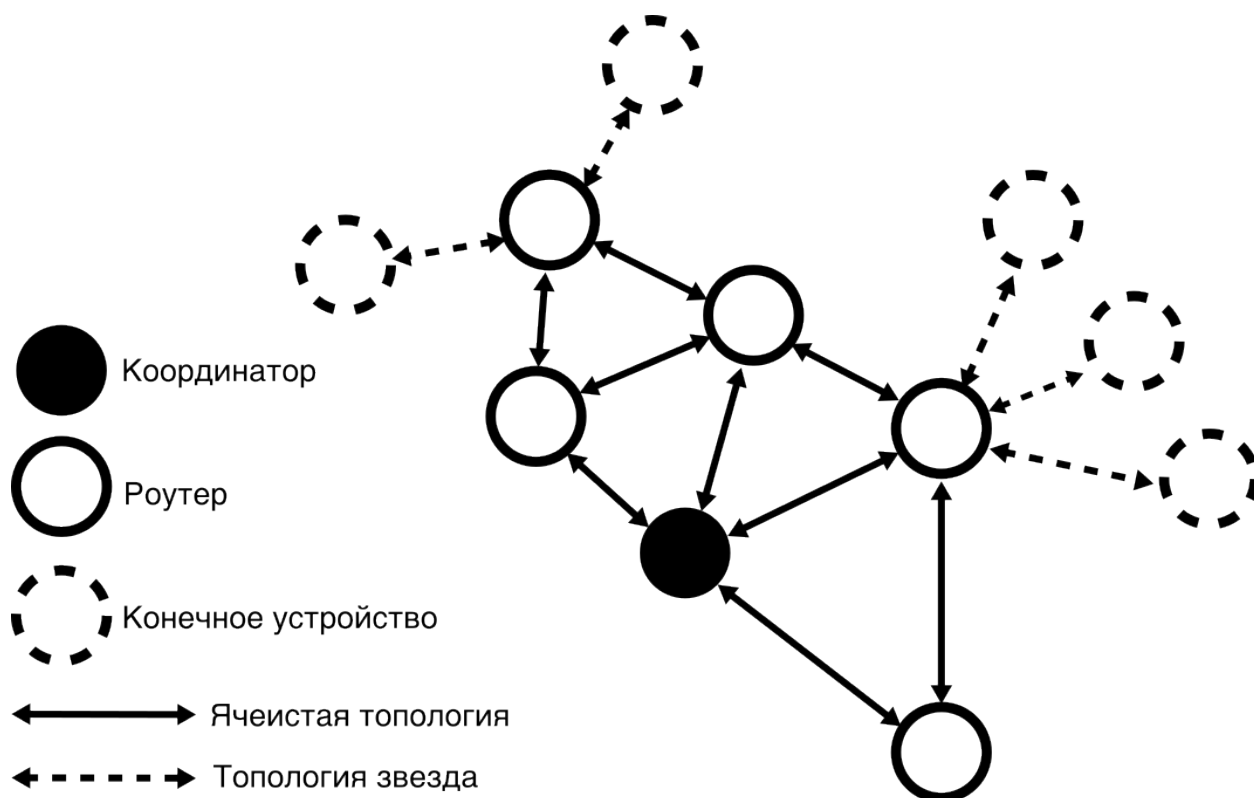 Координатор
Роутер
Конечное устройство
Ячеистая топология
Топология звезда